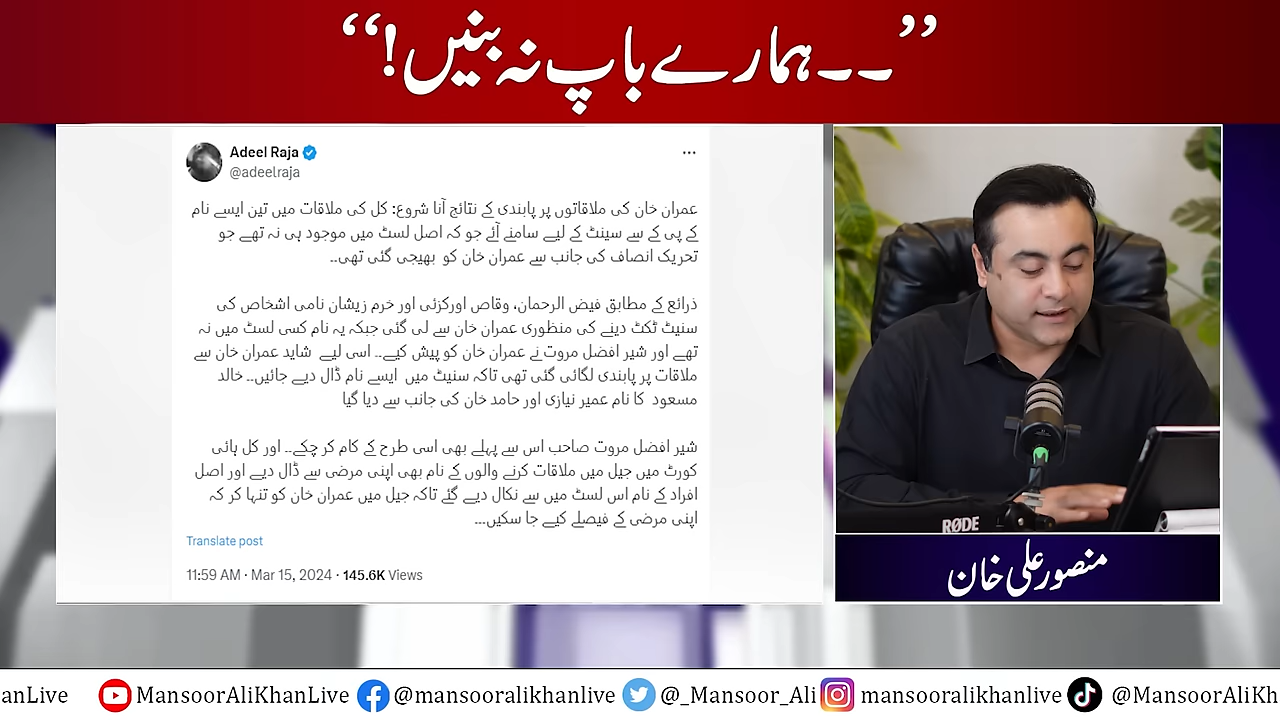 ”۔۔ہمارے باپ نہ بنیں!“
Adeel Raja
@adeelraja
عمران خان کی ملاقاتوں پر پابندی کے نتائج آنا شروع: کل کی ملاقات میں تین ایسے نام
کے پی کے سے سینٹ کے لیے سامنے آئے جو کہ اصل لسٹ میں موجود ہی نہ تھے جو
تحریک انصاف کی جانب سے عمران خان کو بھیجی گئی تھی..
ذرائع کے مطابق فیض الرحمان، وقاص اورکزئی اور خرم زیشان نامی اشخاص کی
سنیٹ ٹکٹ دینے کی منظوری عمران خان سے لی گئی جبکہ یہ نام کسی لسٹ میں نہ
تھے اور شیر افضل مروت نے عمران خان کو پیش کیے.. اسی لیے شاید عمران خان سے
ملاقات پر پابندی لگائی گئی تھی تاکہ سنیٹ میں ایسے نام ڈال دیے جائیں.. خالد
مسعود کا نام عمیر نیازی اور حامد خان کی جانب سے دیا گیا
شیر افضل مروت صاحب اس سے پہلے بھی اسی طرح کے کام کر چکے.. اور کل ہائی
کورٹ میں جیل میں ملاقات کرنے والوں کے نام بھی اپنی مرضی سے ڈال دیے اور اصل
افراد کے نام اس لسٹ میں سے نکال دیے گئے تاکہ جیل میں عمران خان کو تنہا کر کہ
اپنی مرضی کے فیصلے کیے جا سکیں...
Translate post
11:59 AM · Mar 15, 2024 · 145.6K Views
RØDE
منصور علی خان
anLive MansoorAliKhanLive @mansooralikhanlive @_Mansoor_Ali mansooralikhanlive @MansoorAliKh